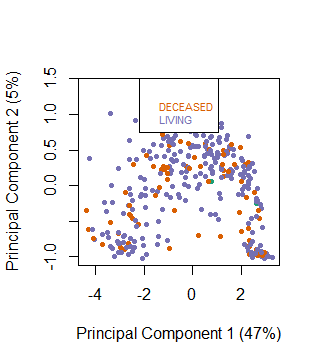 Principal Component 2 (5%)
1.5
1.0
0.5
0.0
-1.0
DECEASED
LIVING
-4 -2 0 2
Principal Component 1 (47%)